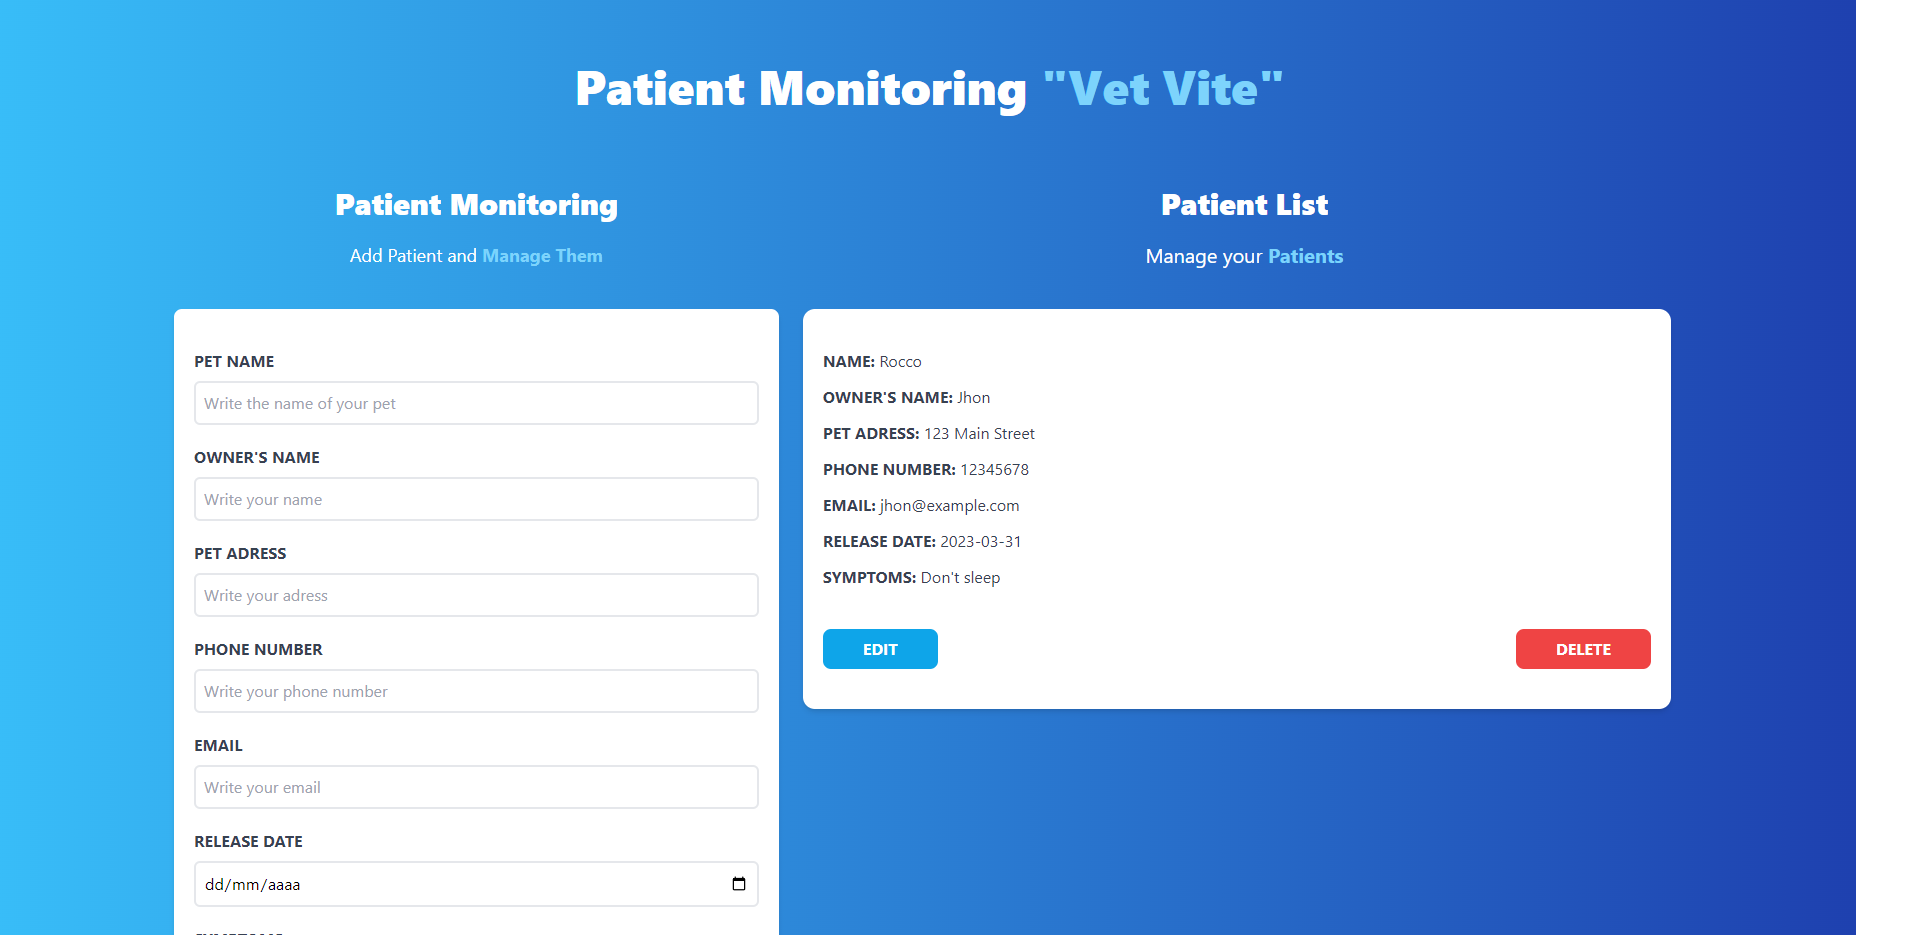 Patient Monitoring "Vet Vite"
Patient Monitoring
Add Patient and Manage Them
PET NAME
Write the name of your pet
OWNER'S NAME
Write your name
PET ADRESS
Write your adress
PHONE NUMBER
Write your phone number
EMAIL
Write your email
RELEASE DATE
dd/mm/aaaa
Patient List
Manage your Patients
NAME: Rocco
OWNER'S NAME: Jhon
PET ADRESS: 123 Main Street
PHONE NUMBER: 12345678
EMAIL: jhon@example.com
RELEASE DATE: 2023-03-31
SYMPTOMS: Don't sleep
EDIT
DELETE